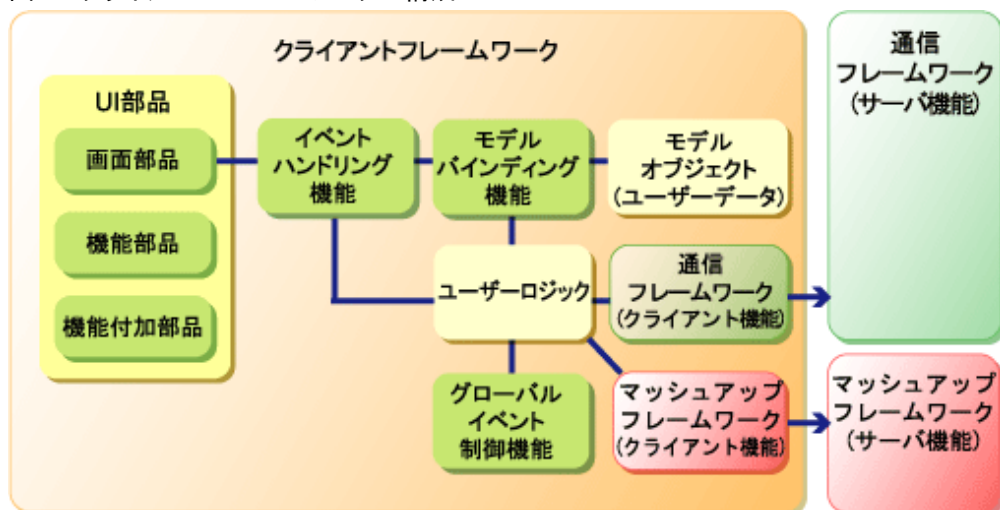 クライアントフレームワーク
UI部品
画面部品
機能部品
機能付加部品
イベント
ハンドリング
機能
モデル
バインディング
機能
モデル
オブジェクト
(ユーザーデータ)
ユーザーロジック
通信
フレームワーク
(クライアント機能)
グローバル
イベント
制御機能
マッシュアップ
フレームワーク
(クライアント機能)
通信
フレームワーク
(サーバ機能)
マッシュアップ
フレームワーク
(サーバ機能)